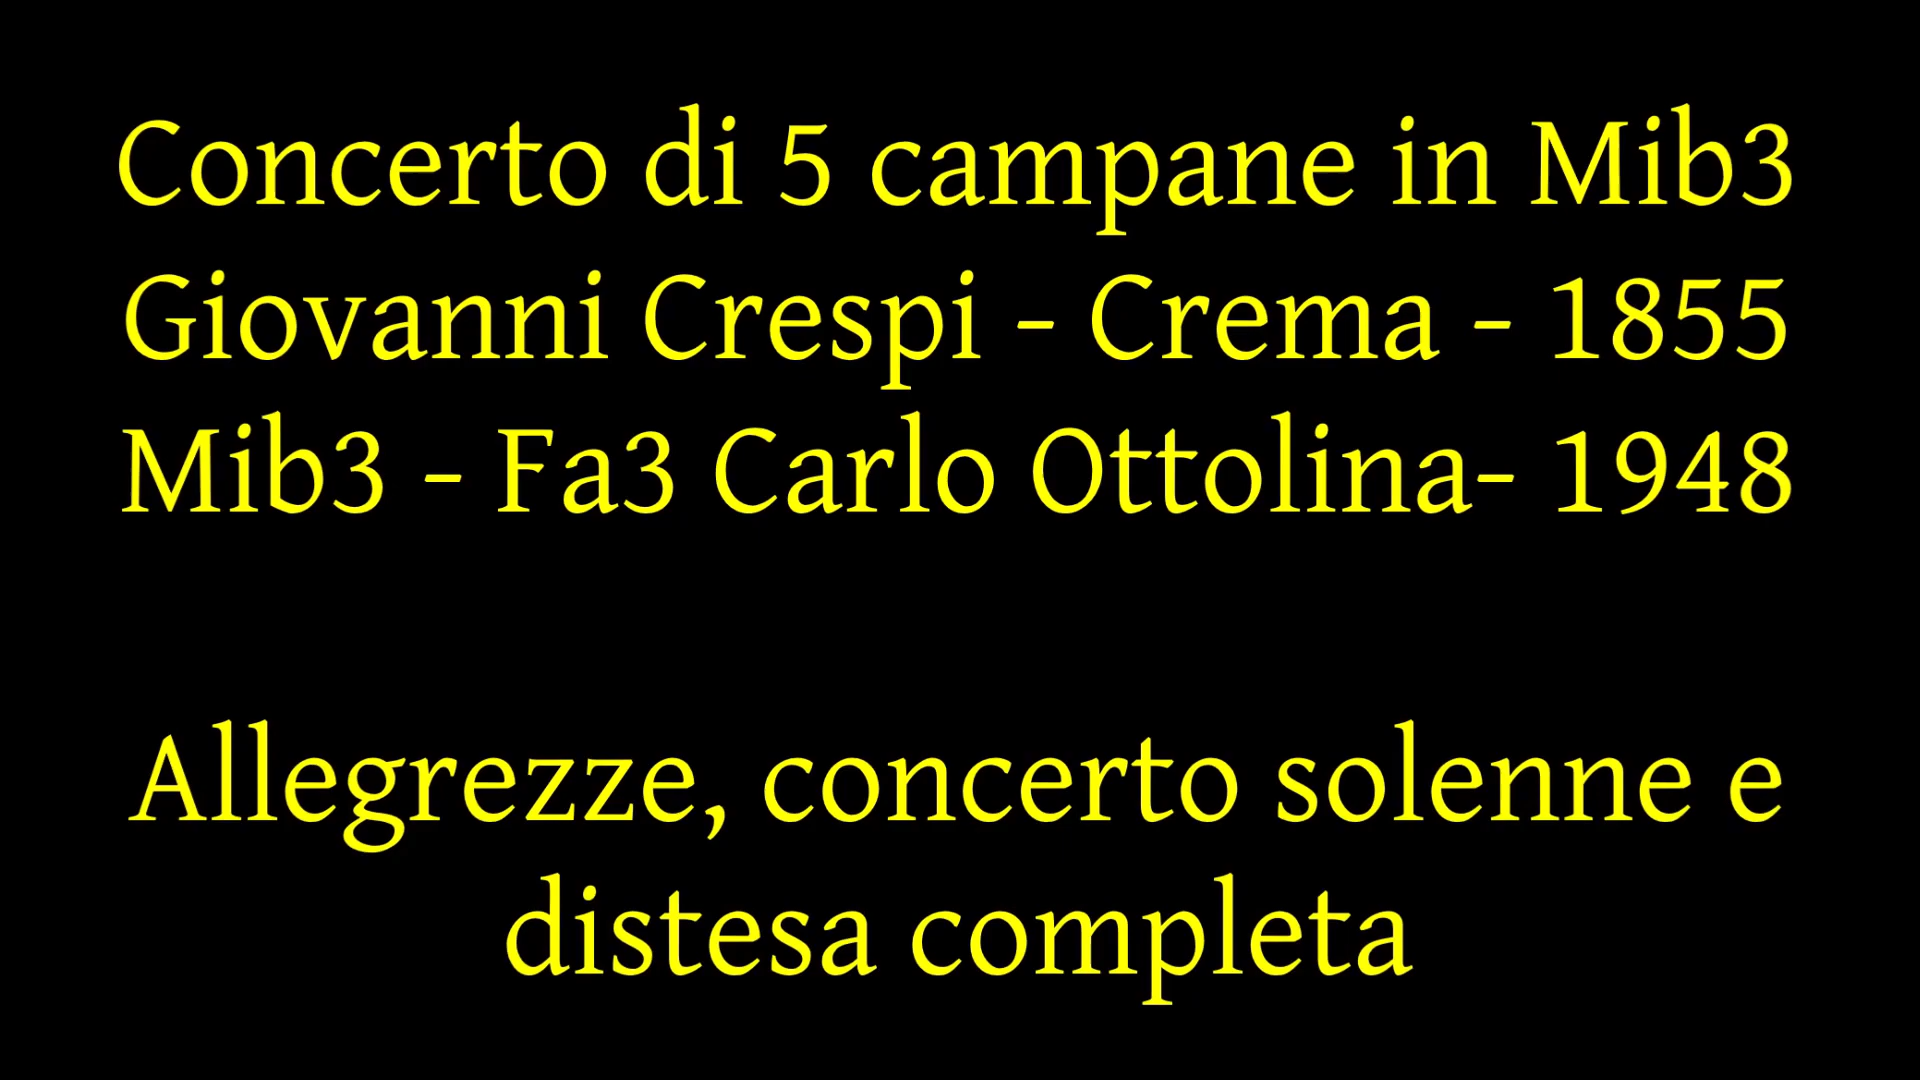 Concerto di 5 campane in Mib3
Giovanni Crespi - Crema - 1855
Mib3 - Fa3 Carlo Ottolina- 1948
Allegrezze, concerto solenne e
distesa completa